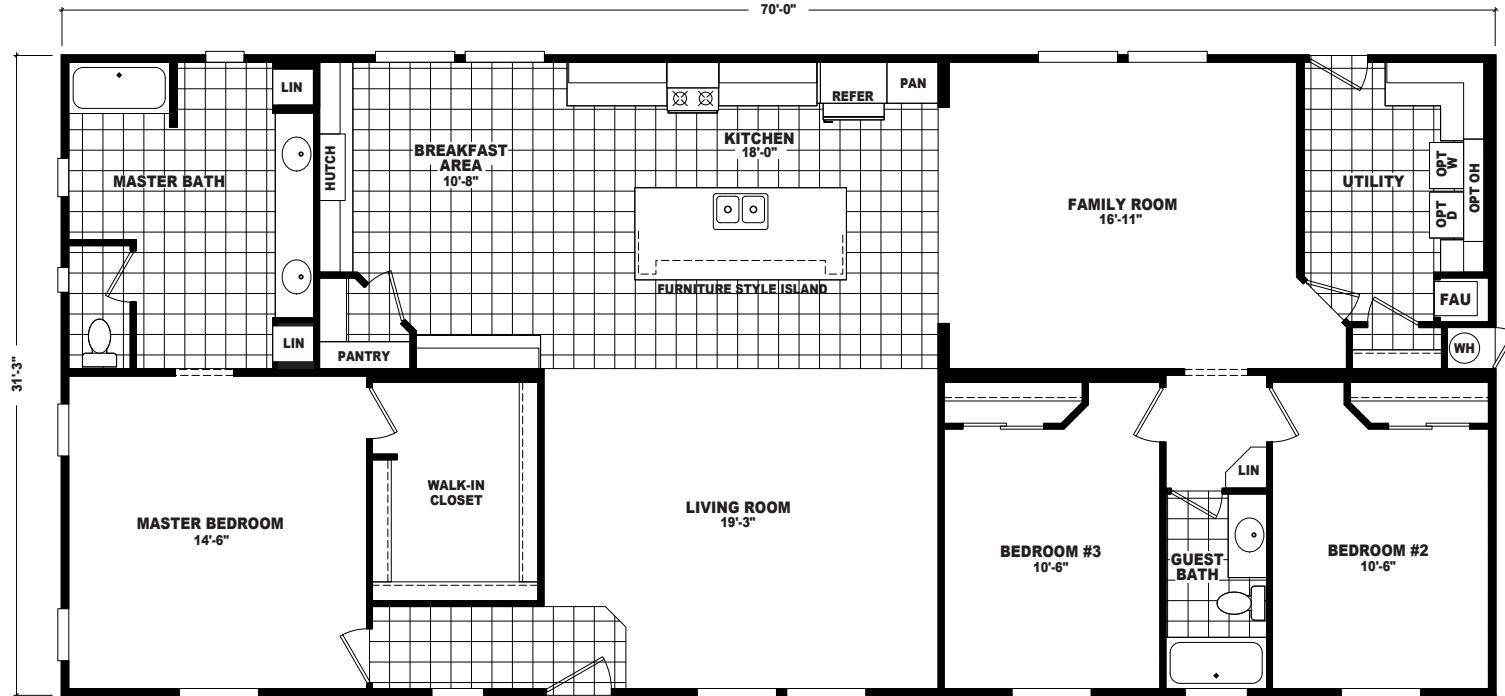 70'-0"
31'-3"
LIN
MASTER BATH
LIN
HUTCH
BREAKFAST
AREA
10'-8"
PANTRY
KITCHEN
18'-0"
REFER
PAN
FURNITURE STYLE ISLAND
FAMILY ROOM
16'-11"
UTILITY
OPT
W
OPT
D
OPT OH
FAU
WH
MASTER BEDROOM
14'-6"
WALK-IN
CLOSET
LIVING ROOM
19'-3"
BEDROOM #3
10'-6"
LIN
GUEST
BATH
BEDROOM #2
10'-6"